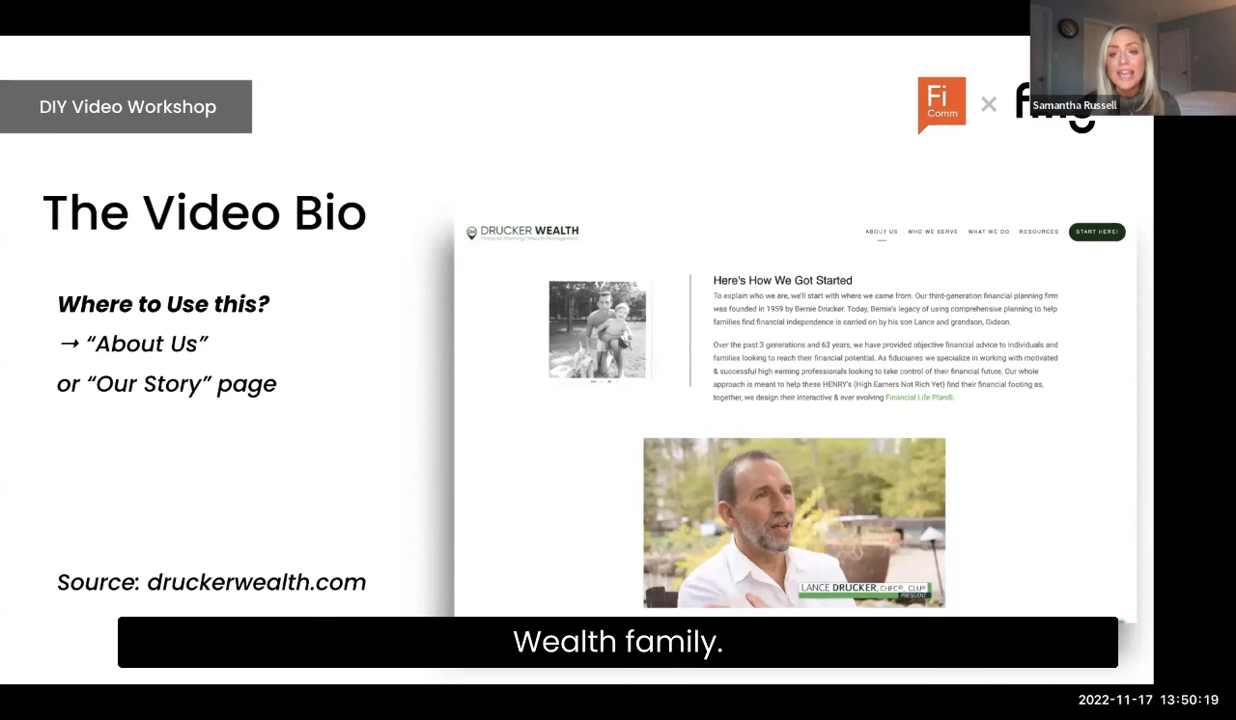 Samantha Russell
DIY Video Workshop
Fi
Comm
×
The Video Bio
Where to Use this?
→ “About Us”
or “Our Story” page
Source: druckerwealth.com
DRUCKER WEALTH
Financial Planning | Wealth Management
ABOUT US WHO WE SERVE WHAT WE DO RESOURCES START HERE!
Here's How We Got Started
To explain who we are, we'll start with where we came from. Our third-generation financial planning firm
was founded in 1959 by Bernie Drucker. Today, Bernie's legacy of using comprehensive planning to help
families find financial independence is carried on by his son Lance and grandson, Gideon.
Over the past 3 generations and 63 years, we have provided objective financial advice to individuals and
families looking to reach their financial potential. As fiduciaries we specialize in working with motivated
& successful high earning professionals looking to take control of their financial future. Our whole
approach is meant to help these HENRY's (High Earners Not Rich Yet) find their financial footing as,
together, we design their interactive & ever evolving Financial Life Plan®.
LANCE DRUCKER, CHFC®, CLU®
PRESIDENT
Wealth family.
2022-11-17 13:50:19